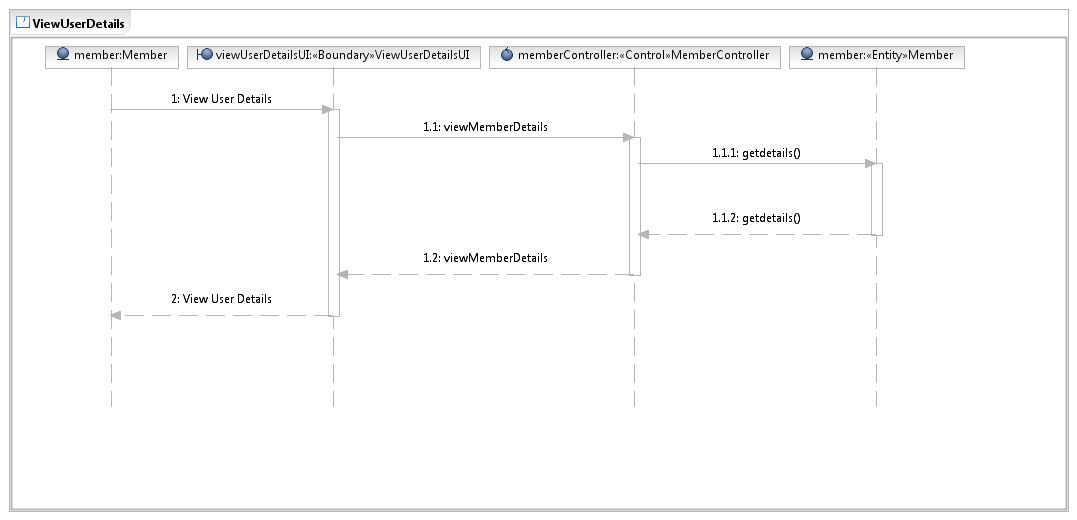 ViewUserDetails
member:Member
viewUserDetailsUI:«Boundary»ViewUserDetailsUI
memberController:«Control»MemberController
member:«Entity»Member
1: View User Details
1.1: viewMemberDetails
1.1.1: getdetails()
1.1.2: getdetails()
1.2: viewMemberDetails
2: View User Details